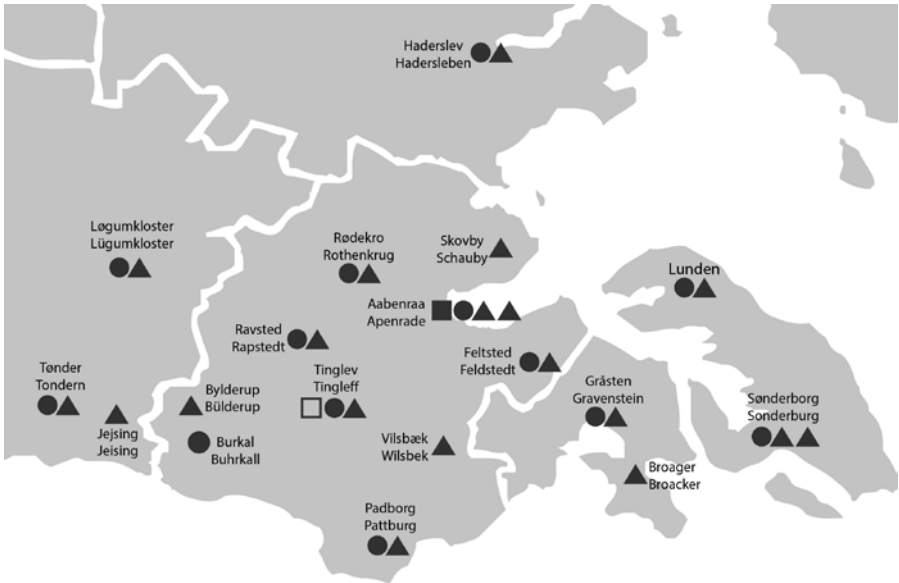 Haderslev
Hadersleben
Løgumkloster
Lügumkloster
Rødekro
Rothenkrug
Skovby
Schauby
Lunden
Aabenraa
Apenrade
Ravsted
Rapstedt
Feltsted
Feldstedt
Tønder
Tondern
Tinglev
Tingleff
Bylderup
Bülderup
Gråsten
Gravenstein
Sønderborg
Sonderburg
Jejsing
Jeising
Burkal
Buhrkall
Vilsbæk
Wilsbek
Broager
Broacker
Padborg
Pattburg